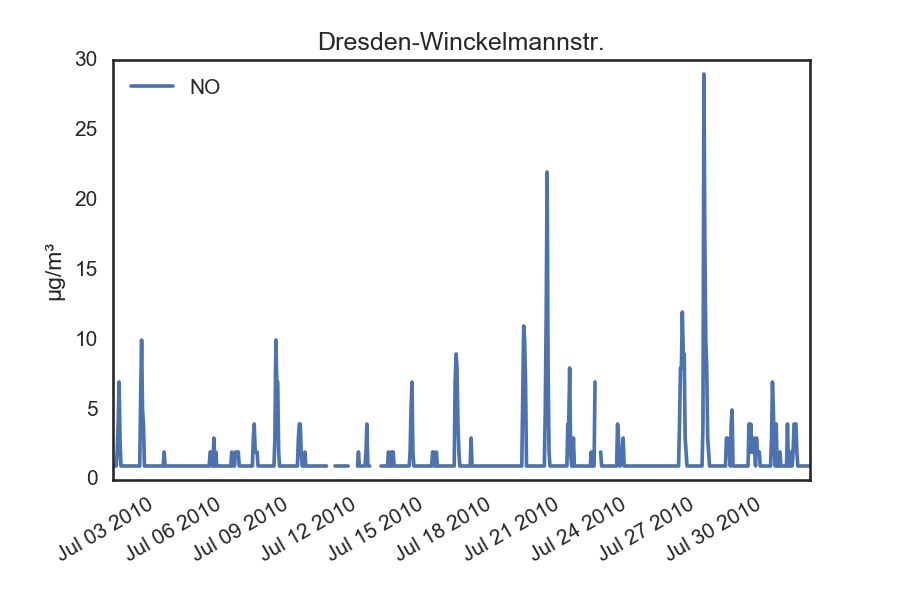 Dresden-Winckelmannstr.
30
25
20
15
10
5
0
µg/m³
NO
Jul 03 2010
Jul 06 2010
Jul 09 2010
Jul 12 2010
Jul 15 2010
Jul 18 2010
Jul 21 2010
Jul 24 2010
Jul 27 2010
Jul 30 2010